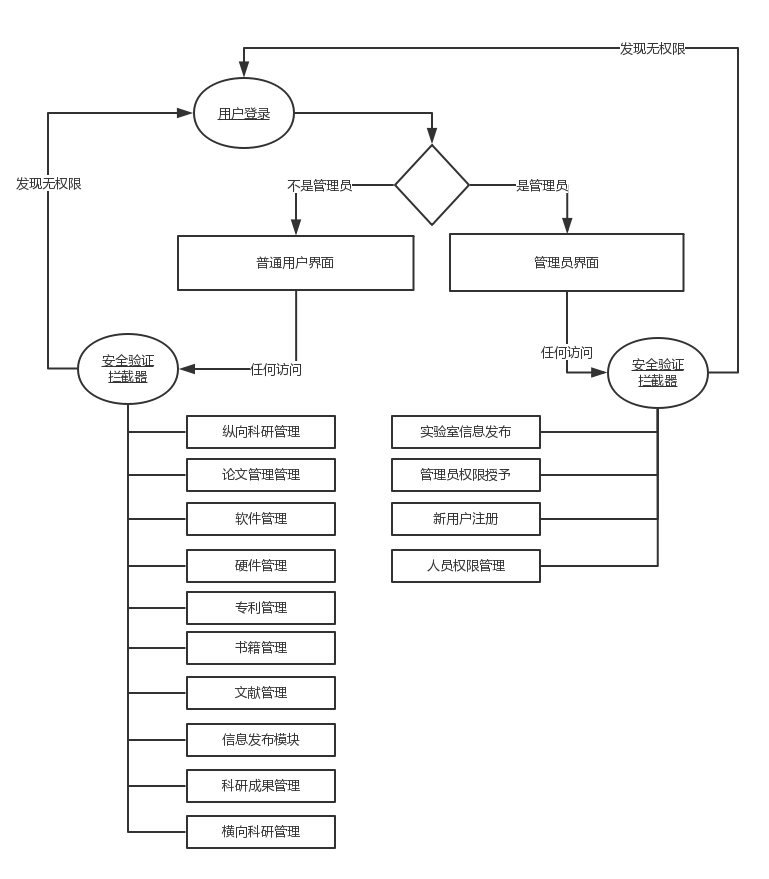 发现无权限
用户登录
发现无权限
不是管理员
是管理员
普通用户界面
管理员界面
任何访问
任何访问
安全验证
拦截器
安全验证
拦截器
纵向科研管理
论文管理管理
软件管理
硬件管理
专利管理
书籍管理
文献管理
信息发布模块
科研成果管理
横向科研管理
实验室信息发布
管理员权限授予
新用户注册
人员权限管理